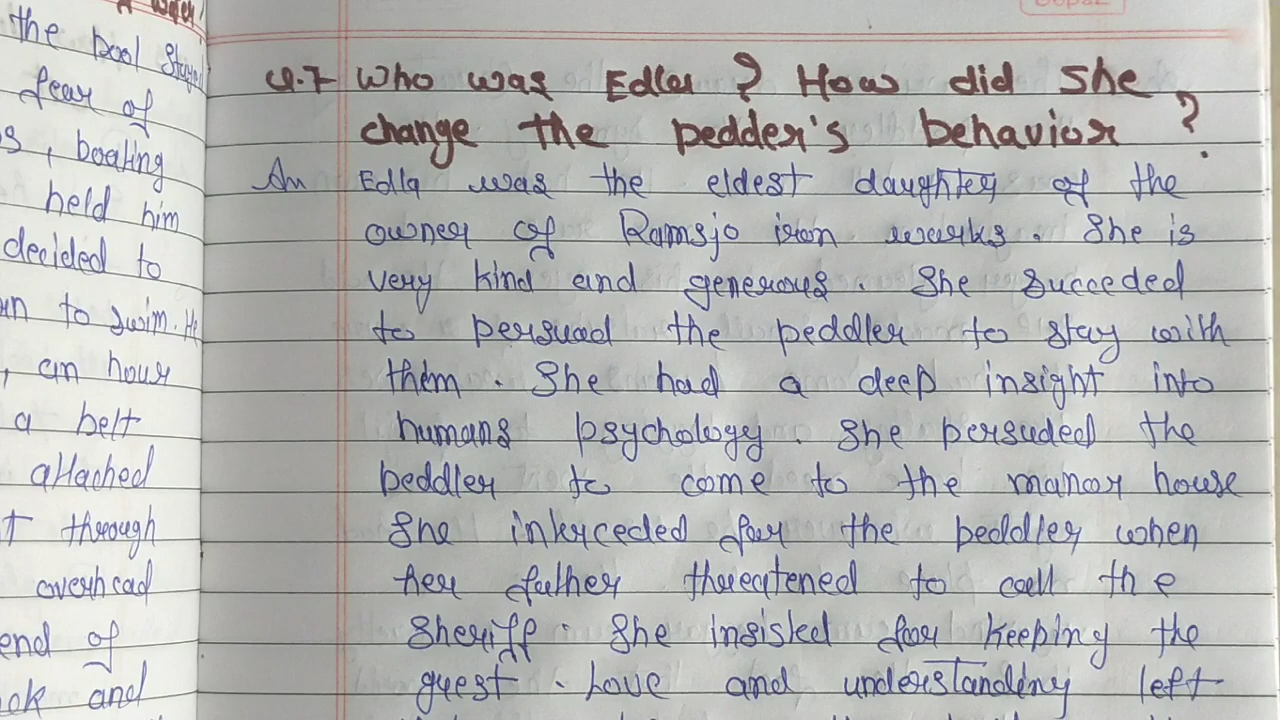 the pool
fear of
s, boating
held him
decided to
un to swim. He
, an hour
a belt
attached
t through
overhead
end of
ok and
Q.7 Who was Edla ? How did she
change the pedder's behavior ?
An Edla was the eldest daughter of the
owner of Ramsjo iron works. She is
very kind and generous. She succeded
to persuad the peddler to stay with
them. She had a deep insight into
humans psychology. She persuded the
peddler to come to the manor house
She interceded for the peddler when
her father threatened to call the
Sheriff. She insisted for keeping the
guest. Love and understanding left